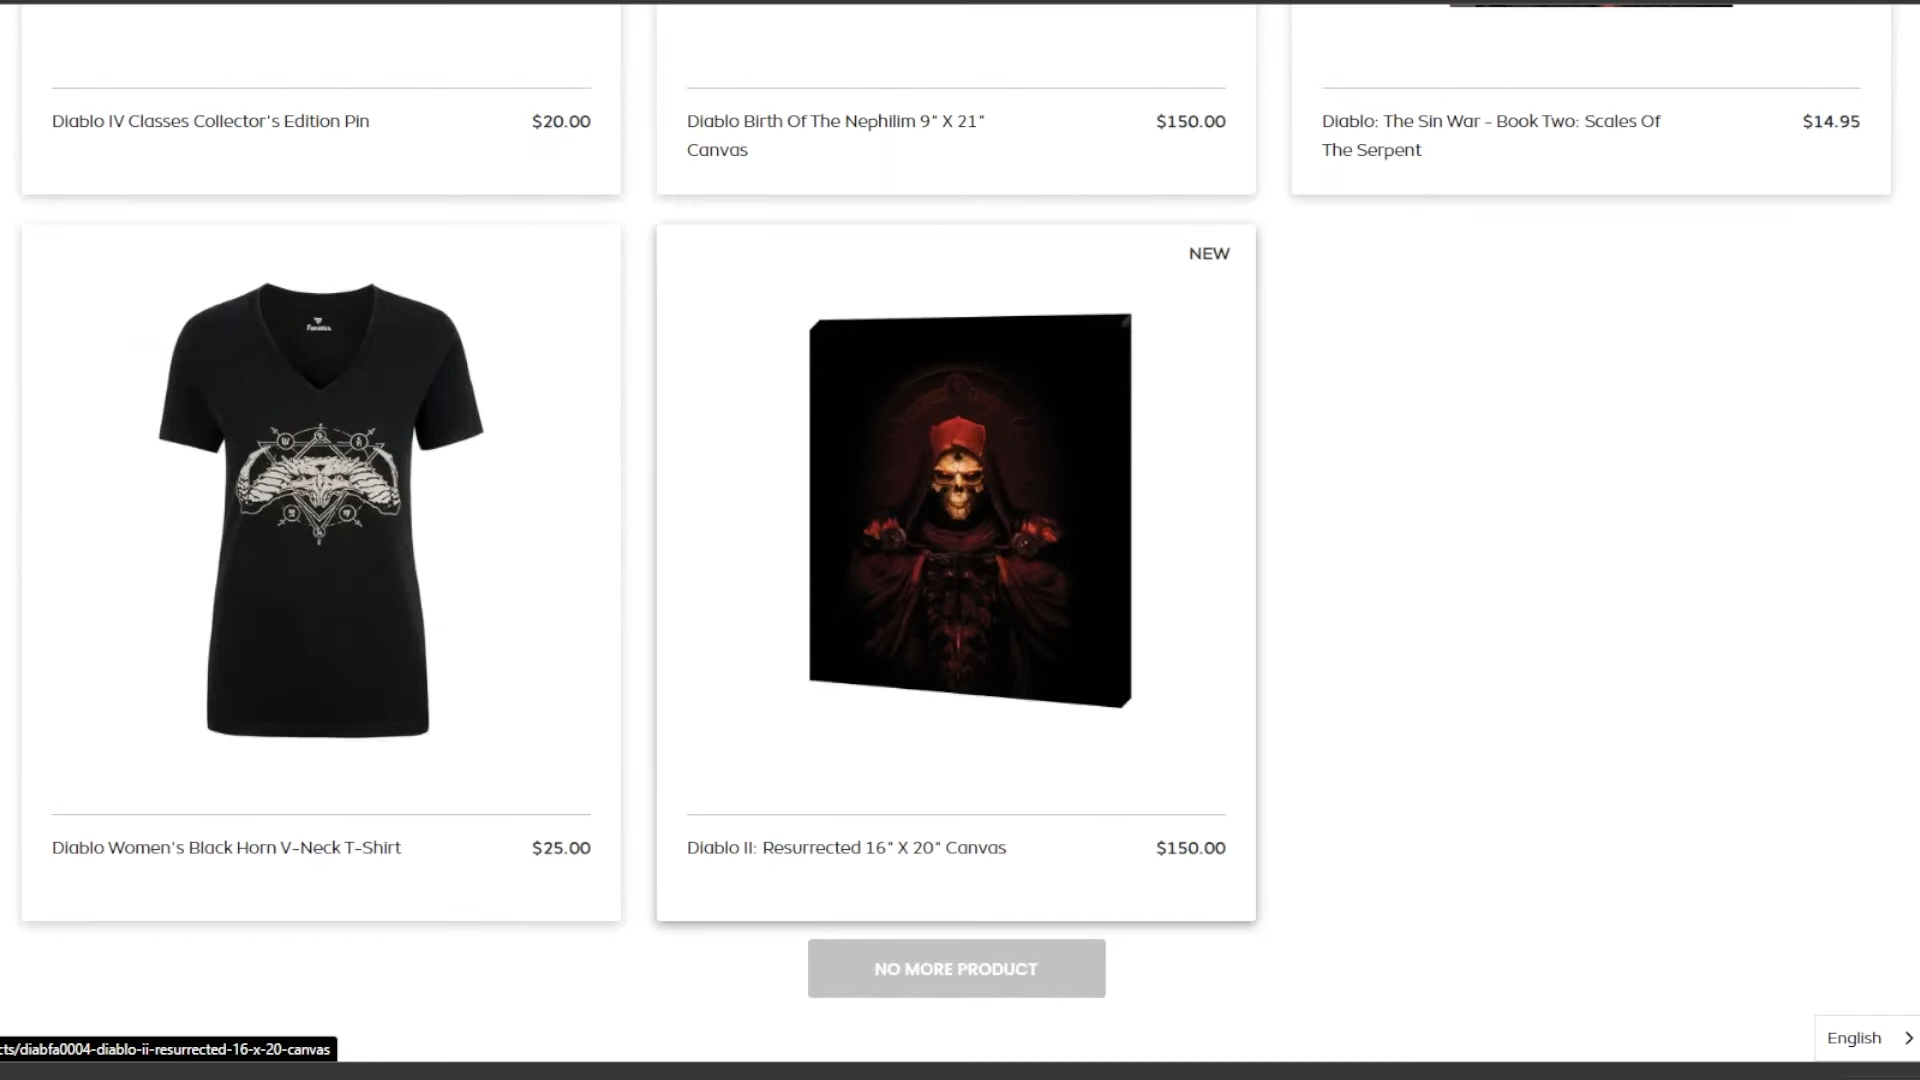 Diablo IV Classes Collector's Edition Pin $20.00
Diablo Birth Of The Nephilim 9" X 21" $150.00
Canvas
Diablo: The Sin War - Book Two: Scales Of $14.95
The Serpent
Fanatics
Diablo Women's Black Horn V-Neck T-Shirt $25.00
NEW
Diablo II: Resurrected 16" X 20" Canvas $150.00
NO MORE PRODUCT
cts/diabfa0004-diablo-ii-resurrected-16-x-20-canvas
English